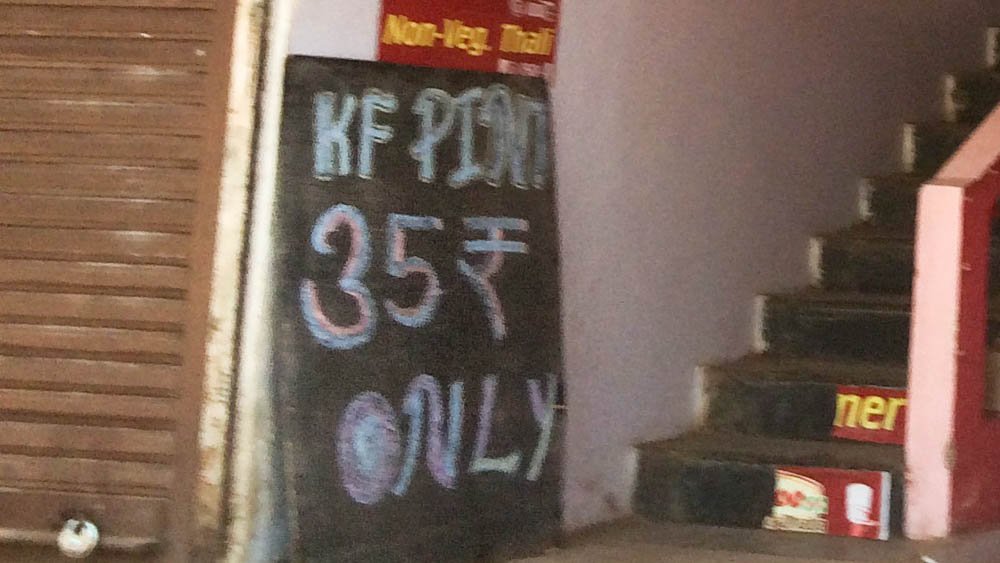 Non-Veg. Thali
KF PINT
35₹
ONLY
ner